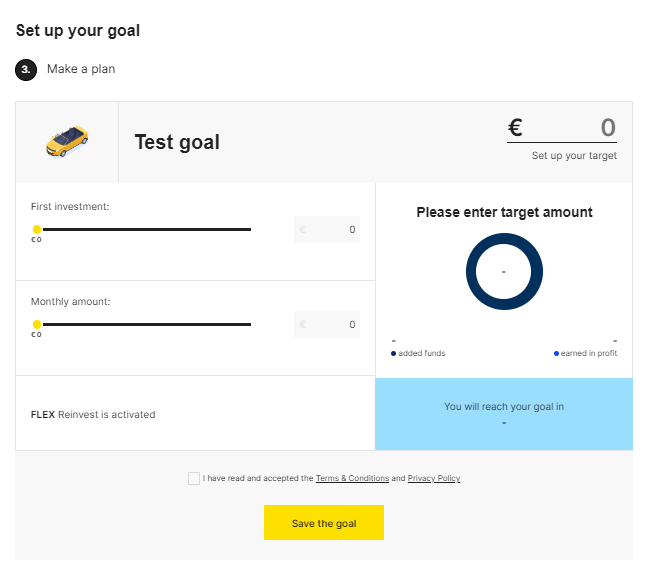 Set up your goal
3. Make a plan
Test goal
€ 0
Set up your target
First investment:
€ 0
€ 0
Monthly amount:
€ 0
€ 0
FLEX Reinvest is activated
Please enter target amount
-
- -
added funds earned in profit
You will reach your goal in
-
I have read and accepted the Terms & Conditions and Privacy Policy
Save the goal